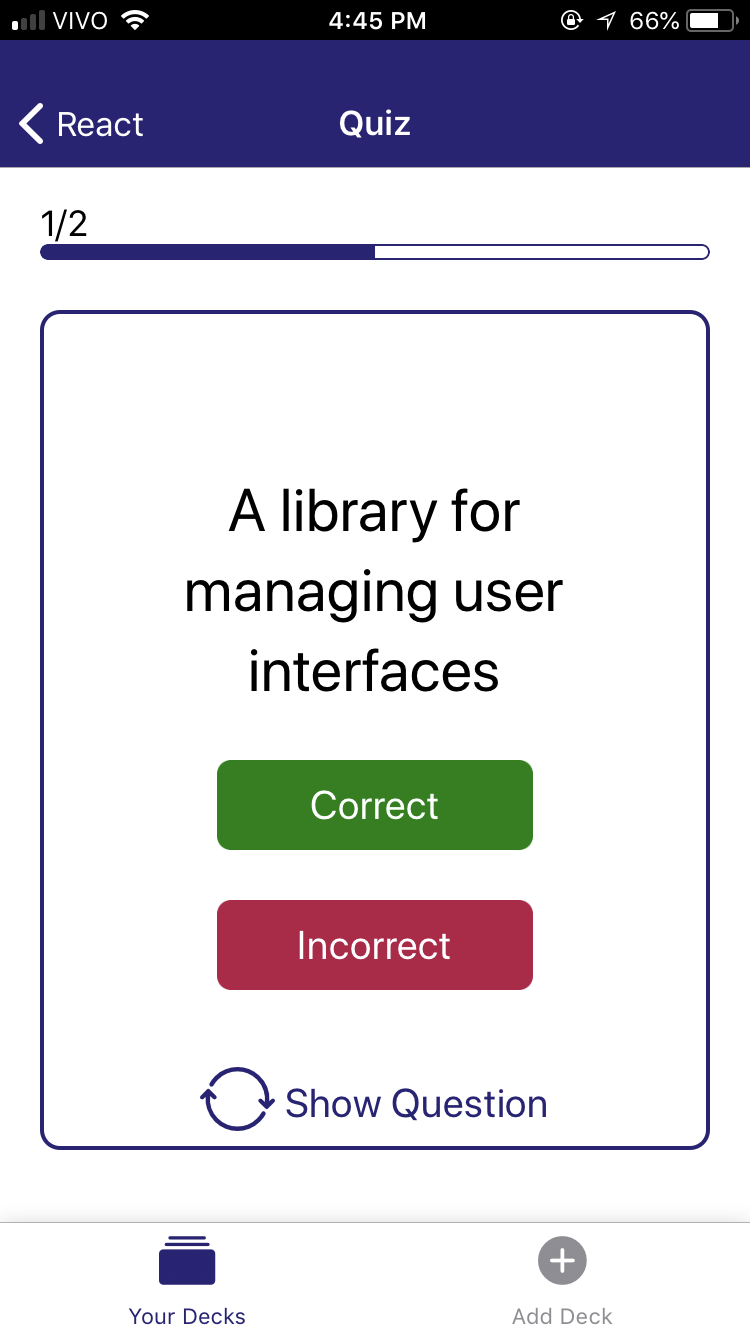 VIVO 4:45 PM 66%
React Quiz
1/2
A library for
managing user
interfaces
Correct
Incorrect
Show Question
Your Decks Add Deck